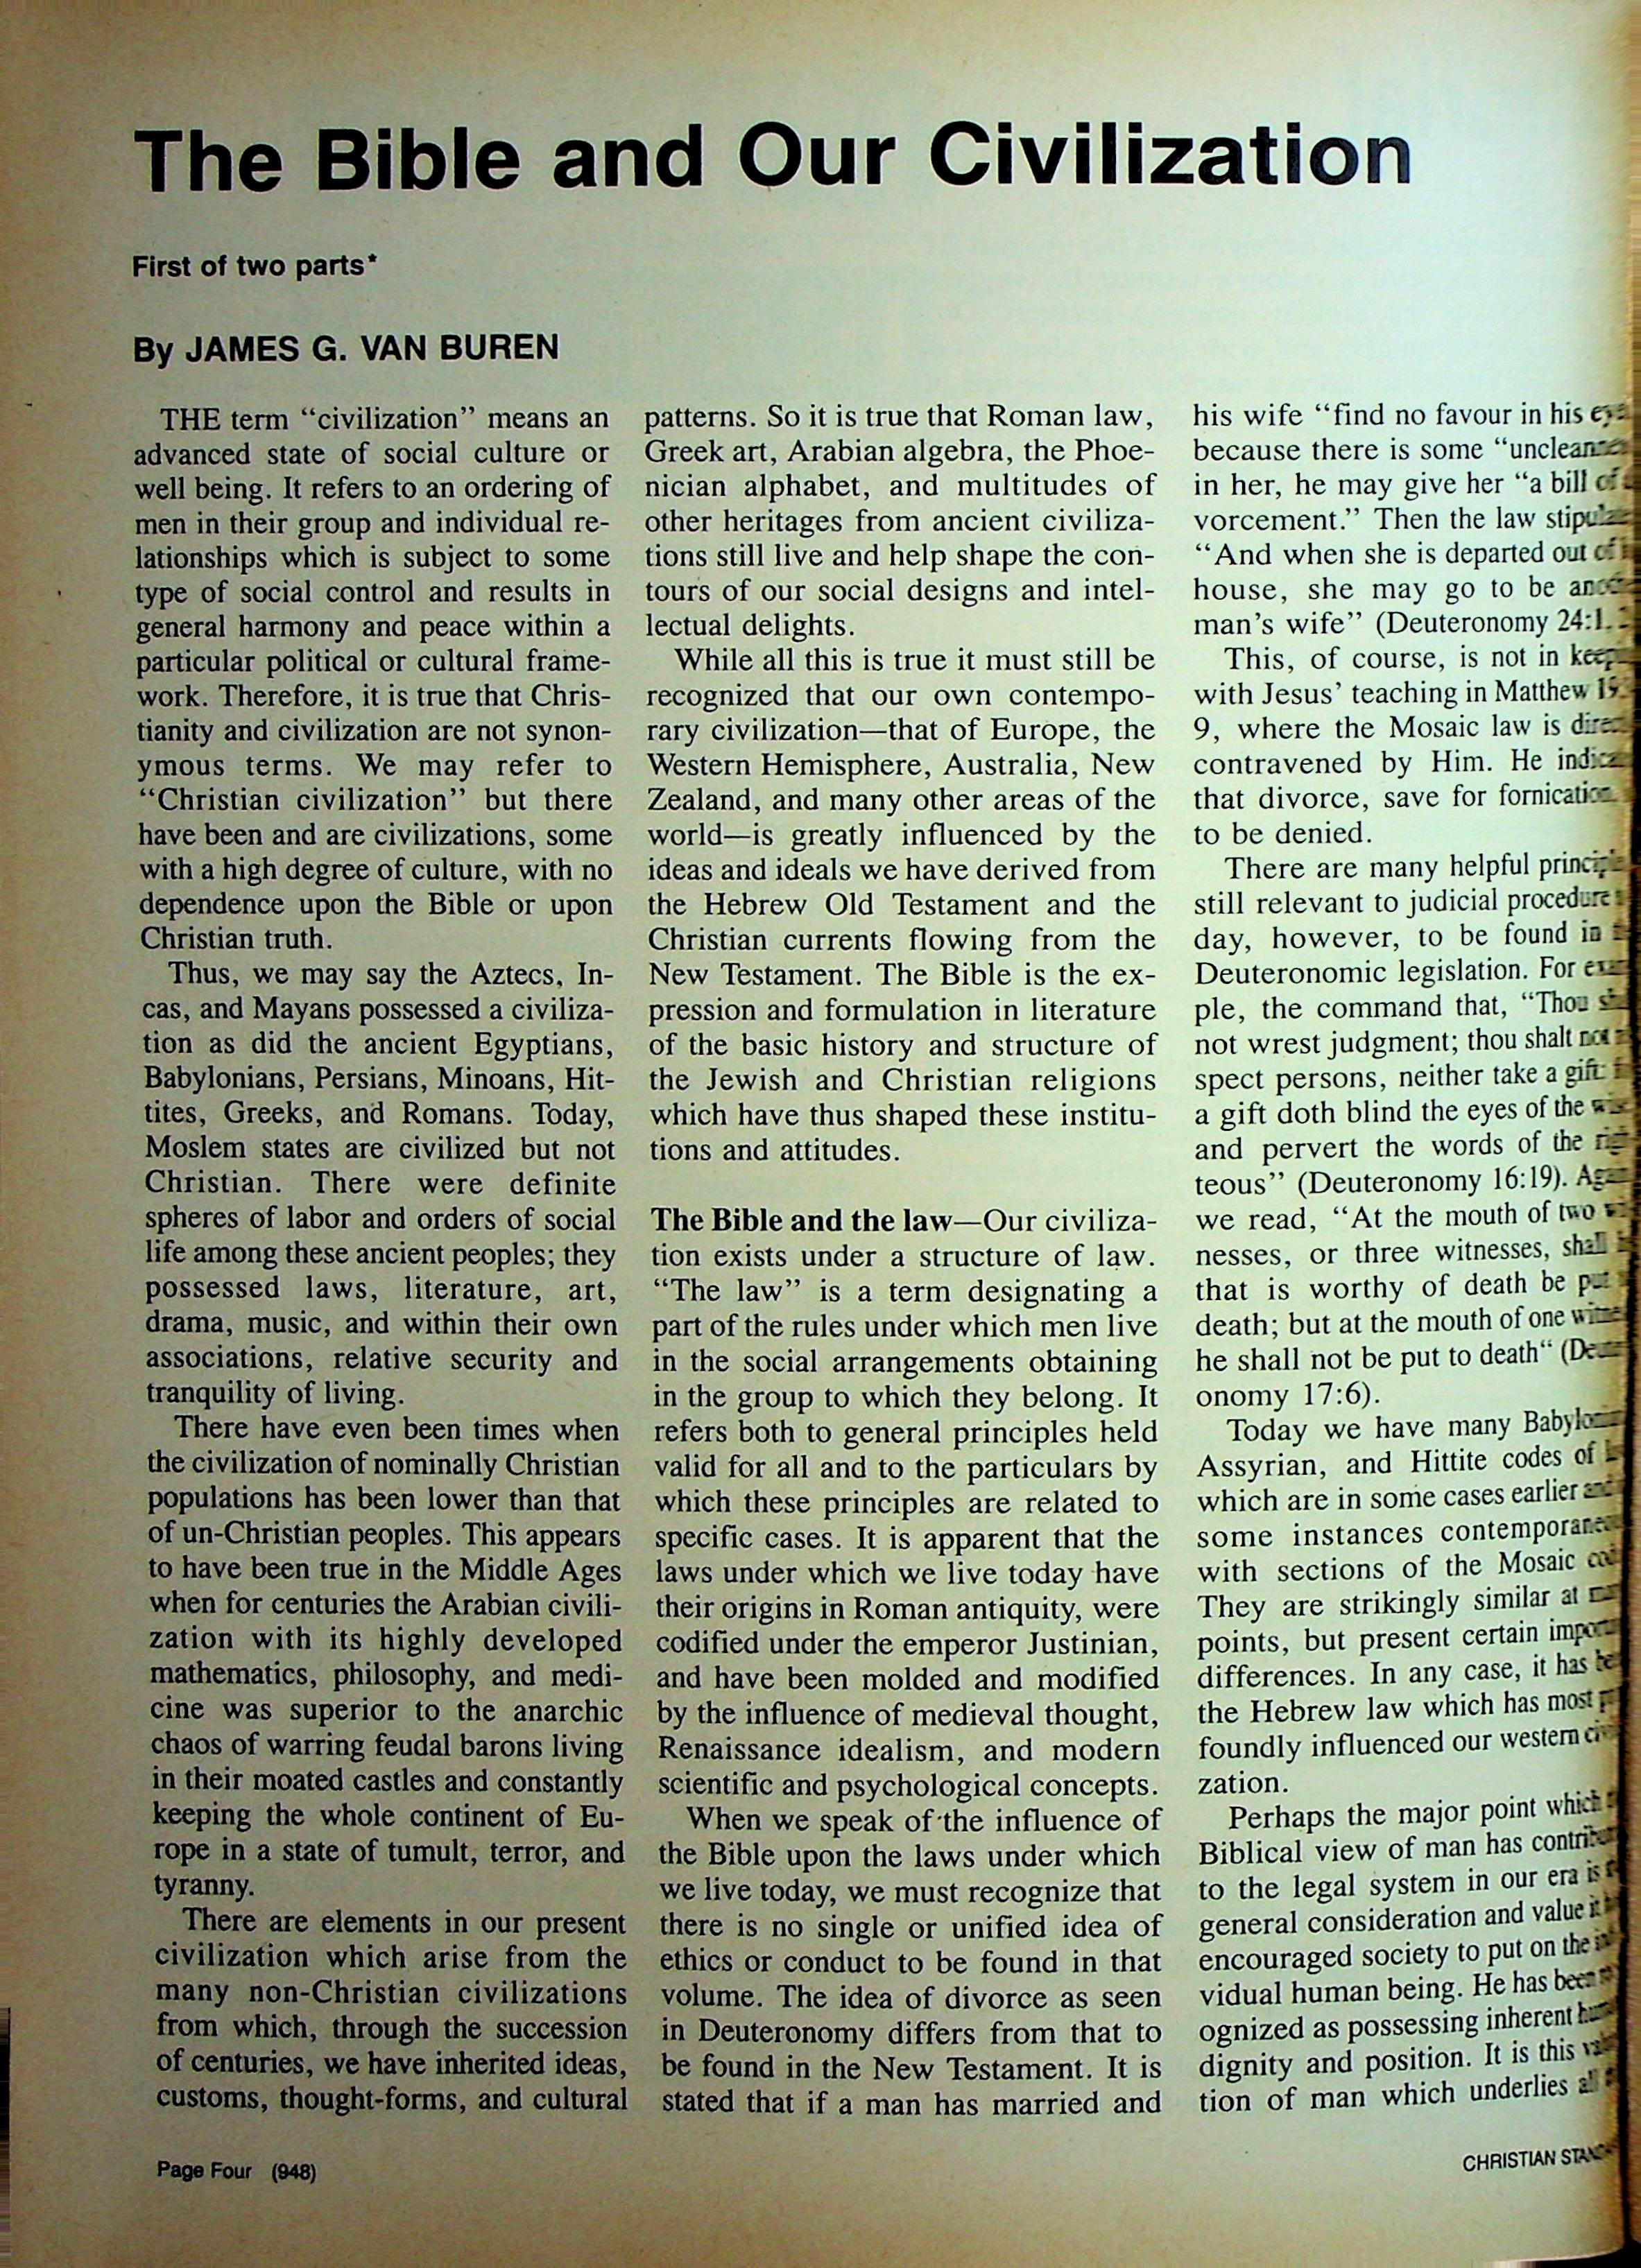 The Bible and Our Civilization
First of two parts*
By JAMES G. VAN BUREN
THE term “civilization” means an
advanced state of social culture or
well being. It refers to an ordering of
men in their group and individual re-
lationships which is subject to some
type of social control and results in
general harmony and peace within a
particular political or cultural frame-
work. Therefore, it is true that Chris-
tianity and civilization are not synon-
ymous terms. We may refer to
“Christian civilization” but there
have been and are civilizations, some
with a high degree of culture, with no
dependence upon the Bible or upon
Christian truth.
Thus, we may say the Aztecs, In-
cas, and Mayans possessed a civiliza-
tion as did the ancient Egyptians,
Babylonians, Persians, Minoans, Hit-
tites, Greeks, and Romans. Today,
Moslem states are civilized but not
Christian. There were definite
spheres of labor and orders of social
life among these ancient peoples; they
possessed laws, literature, art,
drama, music, and within their own
associations, relative security and
tranquility of living.
There have even been times when
the civilization of nominally Christian
populations has been lower than that
of un-Christian peoples. This appears
to have been true in the Middle Ages
when for centuries the Arabian civili-
zation with its highly developed
mathematics, philosophy, and medi-
cine was superior to the anarchic
chaos of warring feudal barons living
in their moated castles and constantly
keeping the whole continent of Eu-
rope in a state of tumult, terror, and
tyranny.
There are elements in our present
civilization which arise from the
many non-Christian civilizations
from which, through the succession
of centuries, we have inherited ideas,
customs, thought-forms, and cultural
patterns. So it is true that Roman law,
Greek art, Arabian algebra, the Phoe-
nician alphabet, and multitudes of
other heritages from ancient civiliza-
tions still live and help shape the con-
tours of our social designs and intel-
lectual delights.
While all this is true it must still be
recognized that our own contempo-
rary civilization—that of Europe, the
Western Hemisphere, Australia, New
Zealand, and many other areas of the
world—is greatly influenced by the
ideas and ideals we have derived from
the Hebrew Old Testament and the
Christian currents flowing from the
New Testament. The Bible is the ex-
pression and formulation in literature
of the basic history and structure of
the Jewish and Christian religions
which have thus shaped these institu-
tions and attitudes.
The Bible and the law—Our civiliza-
tion exists under a structure of law.
“The law” is a term designating a
part of the rules under which men live
in the social arrangements obtaining
in the group to which they belong. It
refers both to general principles held
valid for all and to the particulars by
which these principles are related to
specific cases. It is apparent that the
laws under which we live today have
their origins in Roman antiquity, were
codified under the emperor Justinian,
and have been molded and modified
by the influence of medieval thought,
Renaissance idealism, and modern
scientific and psychological concepts.
When we speak of the influence of
the Bible upon the laws under which
we live today, we must recognize that
there is no single or unified idea of
ethics or conduct to be found in that
volume. The idea of divorce as seen
in Deuteronomy differs from that to
be found in the New Testament. It is
stated that if a man has married and
his wife “find no favour in his
because there is some
in her, he may give her “a bill of
vorcement.” Then the law
“And when she is departed out of
house, she may go to be
man’s wife” (Deuteronomy 24:1,
This, of course, is not in
with Jesus’ teaching in Matthew
9, where the Mosaic law is
contravened by Him. He
that divorce, save for fornication
to be denied.
There are many helpful
still relevant to judicial procedure
day, however, to be found in
Deuteronomic legislation. For
ple, the command that, “Thou
not wrest judgment; thou shalt not
spect persons, neither take a gift:
a gift doth blind the eyes of the
and pervert the words of the
teous” (Deuteronomy 16:19).
we read, “At the mouth of two
nesses, or three witnesses, shall
that is worthy of death be put
death; but at the mouth of one
he shall not be put to death“
onomy 17:6).
Today we have many
Assyrian, and Hittite codes of
which are in some cases earlier and
some instances
with sections of the Mosaic
They are strikingly similar at
points, but present certain
differences. In any case, it has
the Hebrew law which has most
foundly influenced our western
zation.
Perhaps the major point which
Biblical view of man has
to the legal system in our era is
general consideration and value it
encouraged society to put on the
vidual human being. He has been
ognized as possessing inherent
dignity and position. It is this
tion of man which underlies all
Page Four (948)
CHRISTIAN